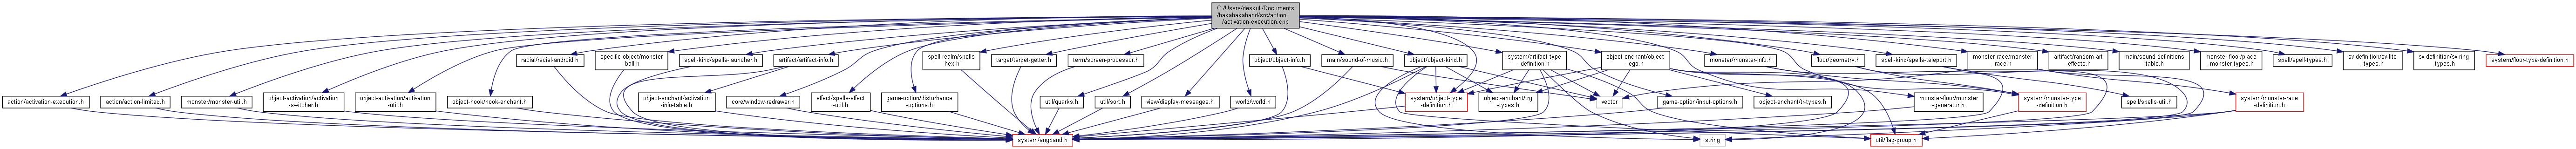 C:/Users/deskull/Documents
/bakabakaband/src/action
/activation-execution.cpp
racial/racial-android.h
specific-object/monster
-ball.h
spell-kind/spells-launcher.h
artifact/artifact-info.h
spell-realm/spells
-hex.h
target/target-getter.h
term/screen-processor.h
object/object-info.h
main/sound-of-music.h
object/object-kind.h
system/artifact-type
-definition.h
object-enchant/object
-ego.h
monster/monster-info.h
floor/geometry.h
spell-kind/spells-teleport.h
monster-race/monster
-race.h
artifact/random-art
-effects.h
main/sound-definitions
-table.h
monster-floor/place
-monster-types.h
spell/spell-types.h
sv-definition/sv-lite
-types.h
sv-definition/sv-ring
-types.h
system/floor-type-definition.h
action/activation-execution.h
action/action-limited.h
monster/monster-util.h
object-activation/activation
-switcher.h
object-activation/activation
-util.h
object-hook/hook-enchant.h
object-enchant/activation
-info-table.h
core/window-redrawer.h
effect/spells-effect
-util.h
game-option/disturbance
-options.h
util/quarks.h
util/sort.h
view/display-messages.h
world/world.h
system/object-type
-definition.h
object-enchant/trg
-types.h
vector
game-option/input-options.h
object-enchant/tr-types.h
monster-floor/monster
-generator.h
system/monster-type
-definition.h
spell/spells-util.h
system/monster-race
-definition.h
system/angband.h
string
util/flag-group.h